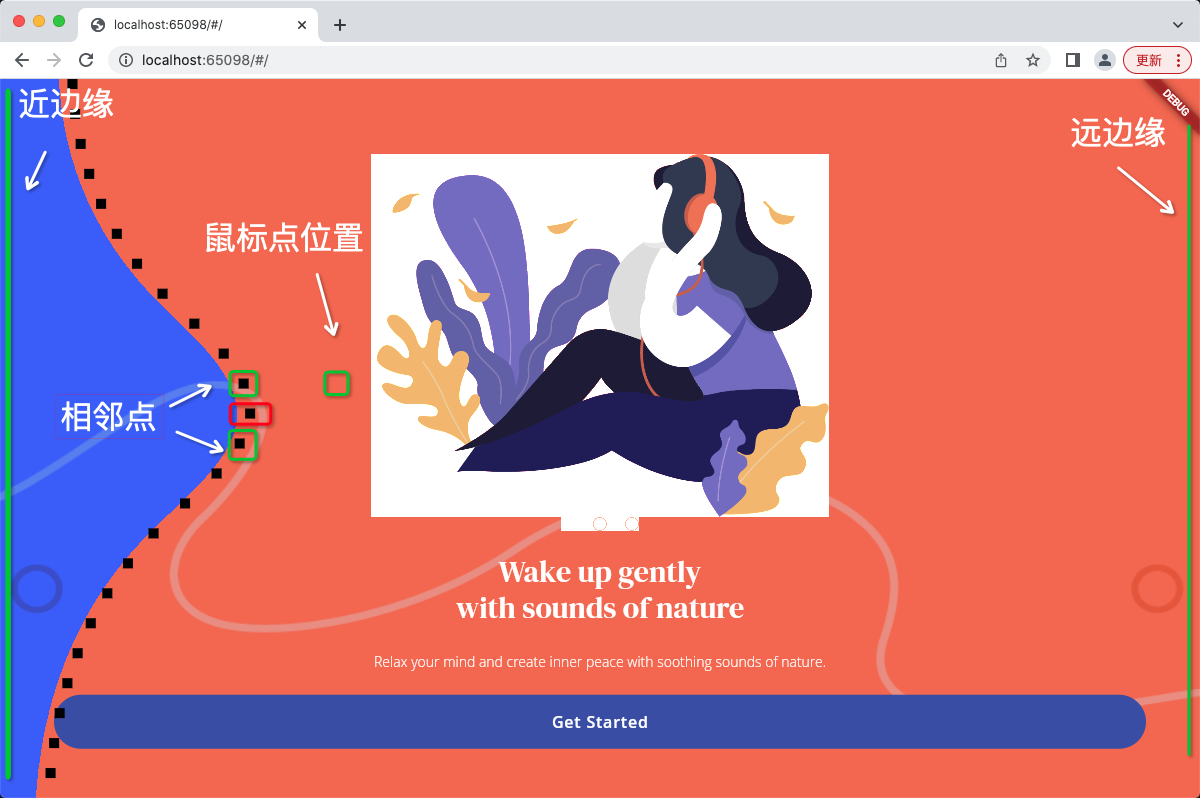 localhost:65098/#/
localhost:65098/#/
更新
DEBUG
近边缘
远边缘
鼠标点位置
相邻点
Wake up gently
with sounds of nature
Relax your mind and create inner peace with soothing sounds of nature.
Get Started